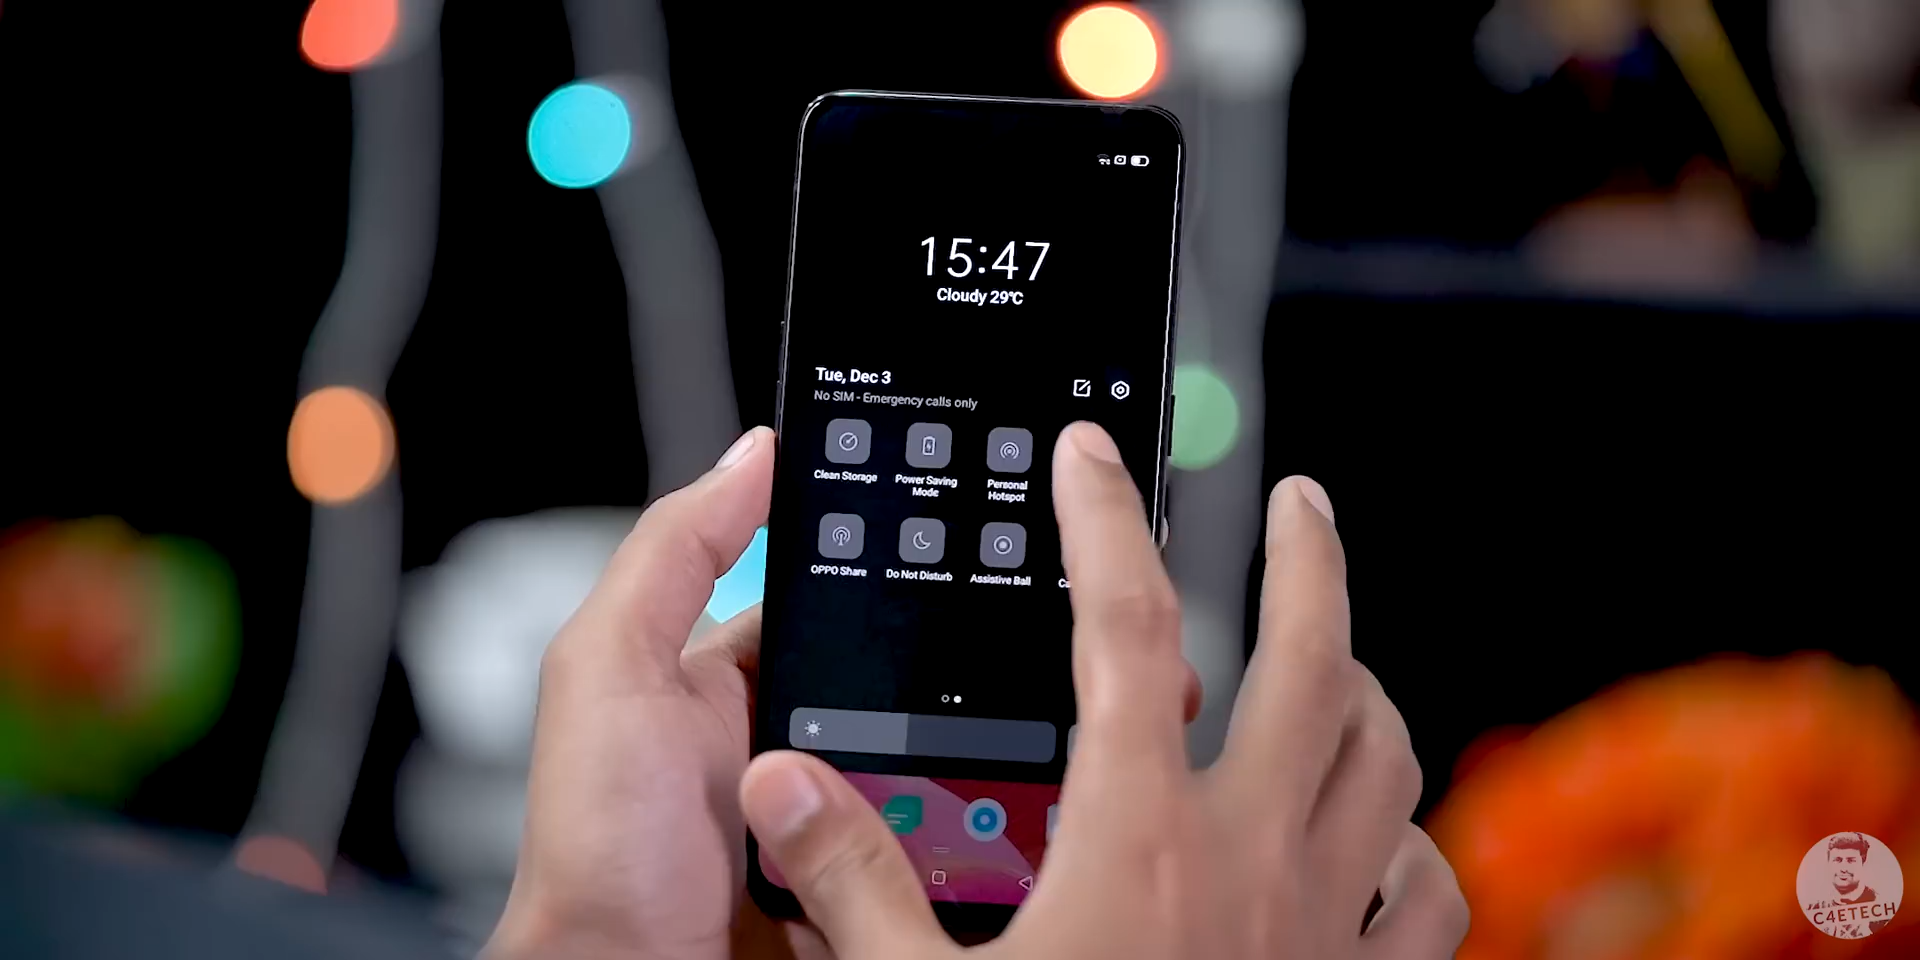 15:47
Cloudy 29°C
Tue, Dec 3
No SIM - Emergency calls only
Clean Storage
Power Saving
Mode
Personal
Hotspot
OPPO Share
Do Not Disturb
Assistive Ball
Ca
C4ETECH